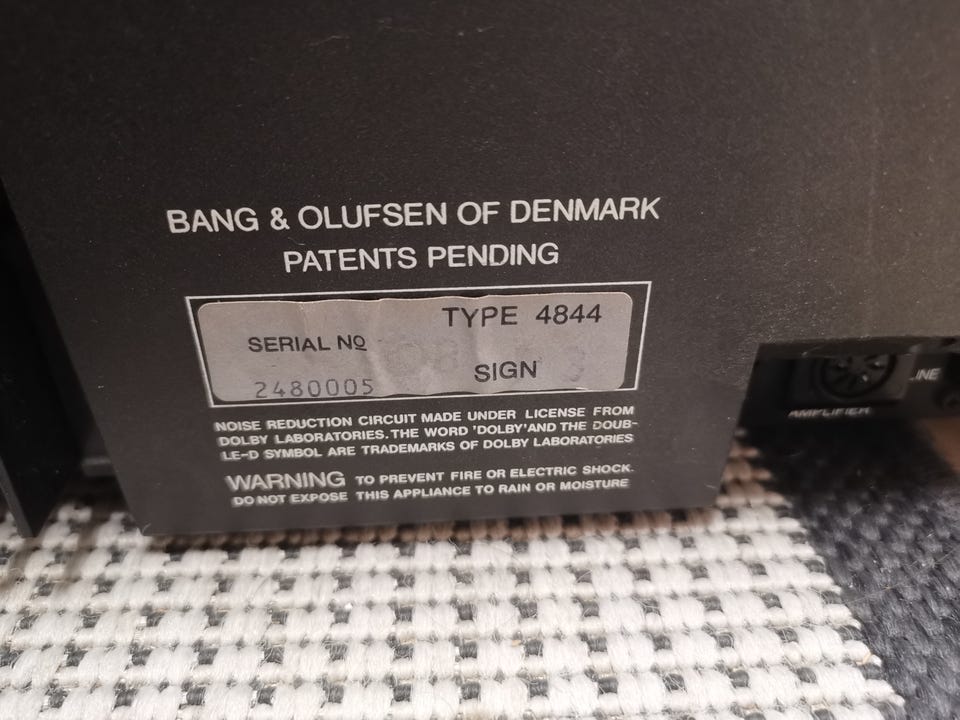 BANG & OLUFSEN OF DENMARK
PATENTS PENDING
TYPE 4844
SERIAL Nº
SIGN
2480005
NOISE REDUCTION CIRCUIT MADE UNDER LICENSE FROM
DOLBY LABORATORIES. THE WORD 'DOLBY' AND THE DOUB-
LE-D SYMBOL ARE TRADEMARKS OF DOLBY LABORATORIES
WARNING TO PREVENT FIRE OR ELECTRIC SHOCK.
DO NOT EXPOSE THIS APPLIANCE TO RAIN OR MOISTURE
AMPLIFIER